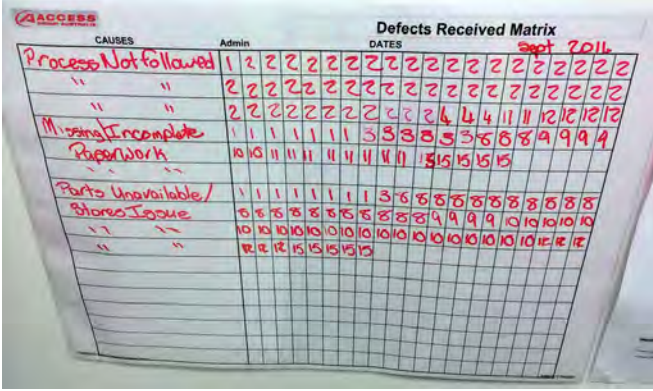 ACCESS
Defects Received Matrix
CAUSES Admin DATES Sept 2016
Process Not followed 1 2 2 2 2 2 2 2 2 2 2 2 2 2 2 2 2 2 2 2 2
" " 2 2 2 2 2 2 2 2 2 2 2 2 2 2 2 2 2 2 2 2 2
" " 2 2 2 2 2 2 2 2 2 2 2 4 4 4 11 11 12 12 12 12
Missing/Incomplete 1 1 1 1 1 1 1 3 3 8 8 3 3 8 8 8 9 9 9 9
Paperwork 10 10 11 11 11 11 11 11 11 15 15 15 15 15
" "
Parts Unavailable/ 1 1 1 1 1 1 1 1 3 8 8 8 8 8 8 8 8 8 8 8
Stores Issue 8 8 8 8 8 8 8 8 8 8 8 9 9 9 9 10 10 10 10 10
" " 10 10 10 10 10 10 10 10 10 10 10 10 10 10 10 10 10 12 12 12
" " 12 12 12 15 15 15 15 15